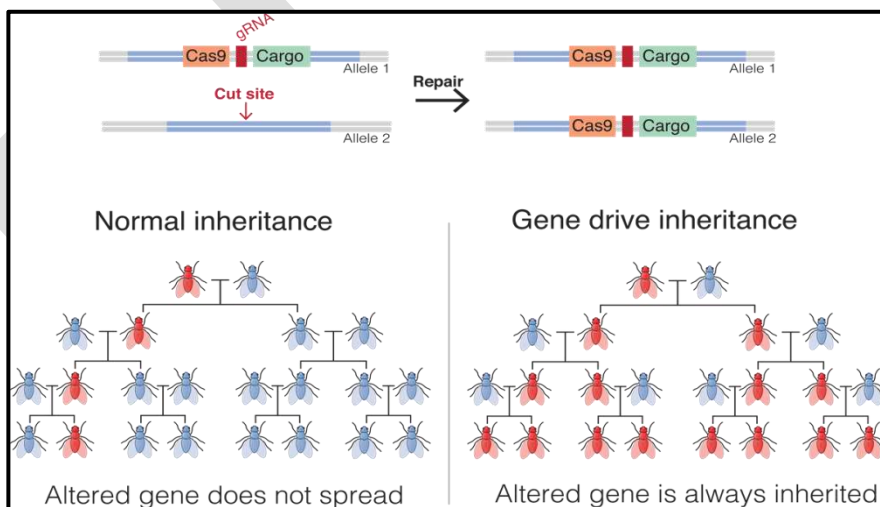 gRNA
Cas9 Cargo
Allele 1
Cut site
Allele 2
Repair
Cas9 Cargo
Allele 1
Cas9 Cargo
Allele 2
Normal inheritance
Altered gene does not spread
Gene drive inheritance
Altered gene is always inherited